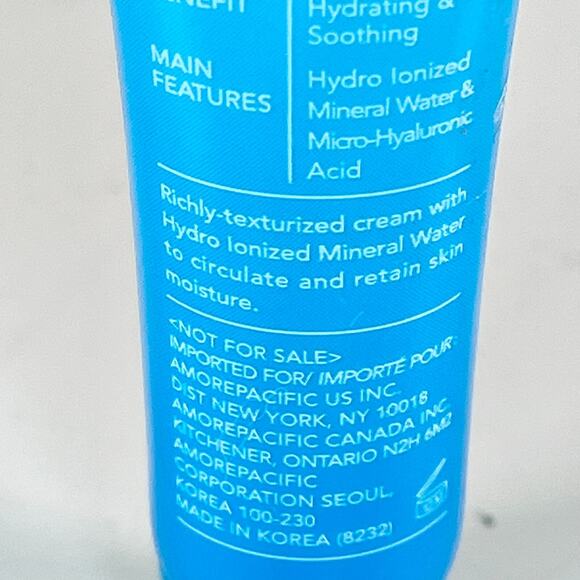 BENEFIT
Hydrating &
Soothing
MAIN
FEATURES
Hydro Ionized
Mineral Water &
Micro-Hyaluronic
Acid
Richly-texturized cream with
Hydro Ionized Mineral Water
to circulate and retain skin
moisture.
<NOT FOR SALE>
IMPORTED FOR/ IMPORTÉ POUR:
AMOREPACIFIC US INC.
DIST NEW YORK, NY 10018
AMOREPACIFIC CANADA INC.
KITCHENER, ONTARIO N2H 6M2
AMOREPACIFIC
CORPORATION SEOUL,
KOREA 100-230
MADE IN KOREA (8232)